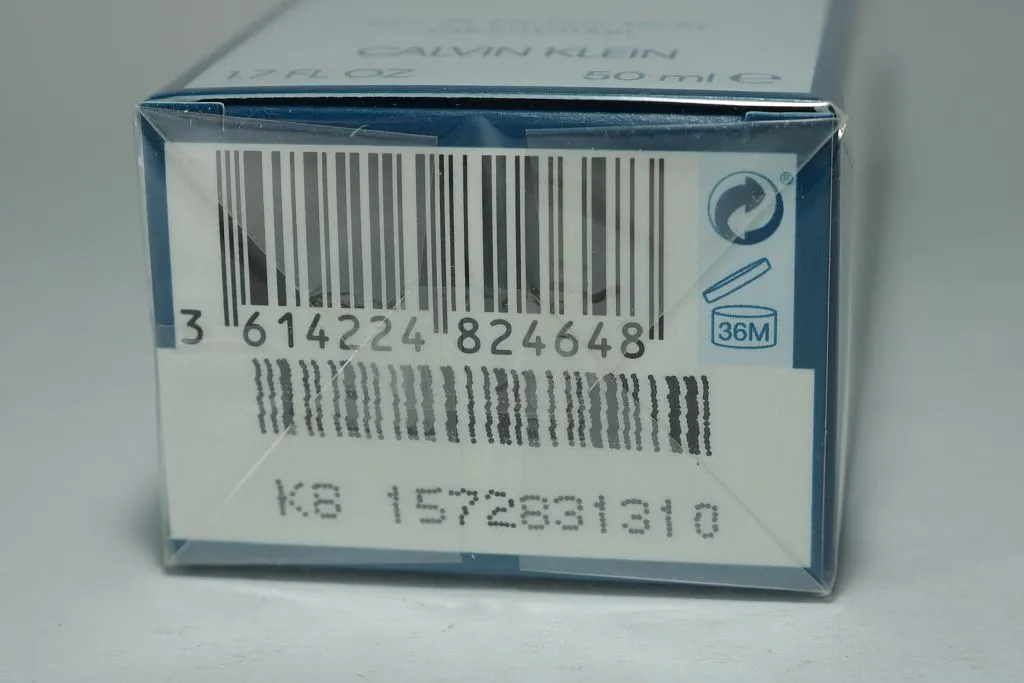 CALVIN KLEIN
1.7 FL OZ 50 ml ℮
®
36M
3 614224 824648
K8 1572831310